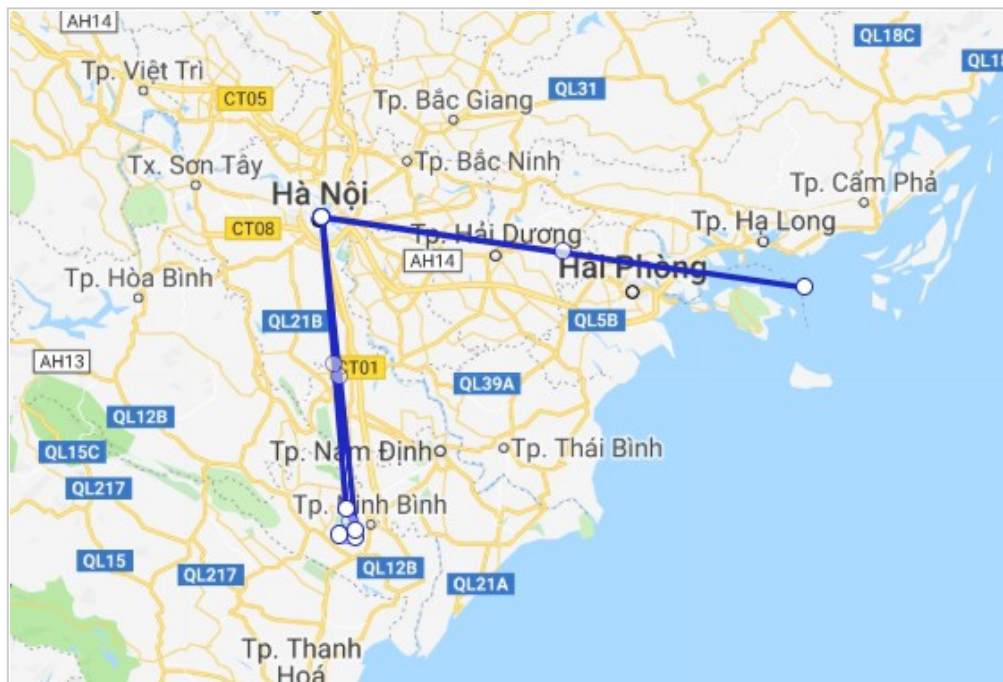 AH14
QL18C
QL18
Tp. Việt Trì
CT05
QL31
Tp. Bắc Giang
Tx. Sơn Tây
Tp. Bắc Ninh
Tp. Cẩm Phả
Hà Nội
Tp. Hạ Long
CT08
Tp. Hải Dương
AH14
Hải Phòng
Tp. Hòa Bình
QL21B
QL5B
AH13
CT01
QL39A
QL12B
QL15C
Tp. Nam Định
Tp. Thái Bình
QL217
Tp. Ninh Bình
QL15
QL217
QL12B
QL21A
Tp. Thanh
Hoá